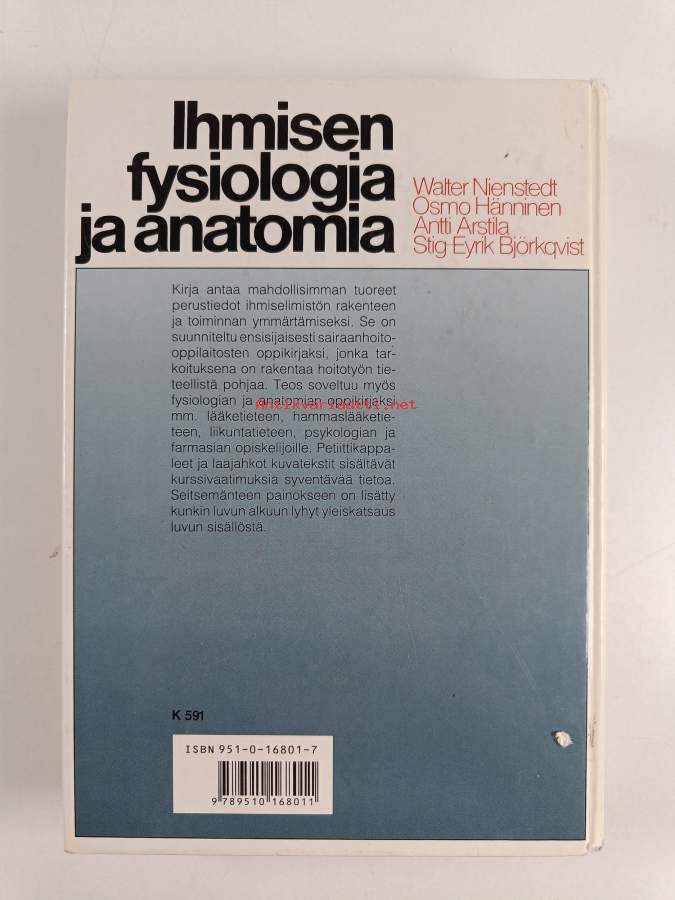 Ihmisen
fysiologia
ja anatomia
Walter Nienstedt
Osmo Hänninen
Antti Arstila
Stig-Eyrik Björkqvist
Kirja antaa mahdollisimman tuoreet
perustiedot ihmiselimistön rakenteen
ja toiminnan ymmärtämiseksi. Se on
suunniteltu ensisijaisesti sairaanhoito-
oppilaitosten oppikirjaksi, jonka tar-
koituksena on rakentaa hoitotyön tie-
teellistä pohjaa. Teos soveltuu myös
fysiologian ja anatomian oppikirjaksi
Antikvariaatti.net
mm. lääketieteen, hammaslääketie-
teen, liikuntatieteen, psykologian ja
farmasian opiskelijoille. Petiittikappa-
leet ja laajahkot kuvatekstit sisältävät
kurssivaatimuksia syventävää tietoa.
Seitsemänteen painokseen on lisätty
kunkin luvun alkuun lyhyt yleiskatsaus
luvun sisällöstä.
K 591
ISBN 951-0-16801-7
9 789510 168011